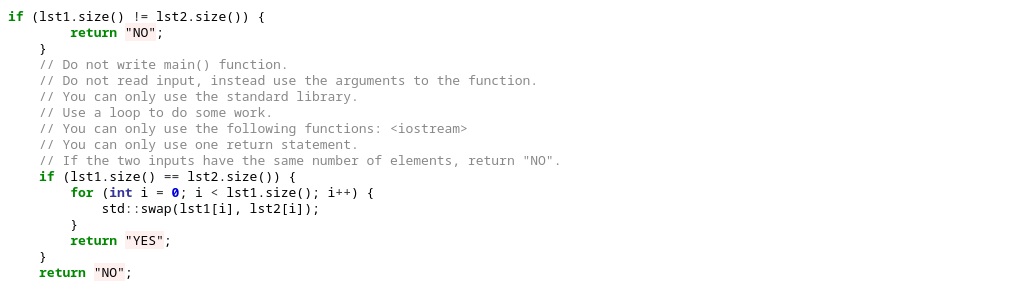 if (lst1.size() != lst2.size()) {
        return "NO";
    }
    // Do not write main() function.
    // Do not read input, instead use the arguments to the function.
    // You can only use the standard library.
    // Use a loop to do some work.
    // You can only use the following functions: <iostream>
    // You can only use one return statement.
    // If the two inputs have the same number of elements, return "NO".
    if (lst1.size() == lst2.size()) {
        for (int i = 0; i < lst1.size(); i++) {
            std::swap(lst1[i], lst2[i]);
        }
        return "YES";
    }
    return "NO";